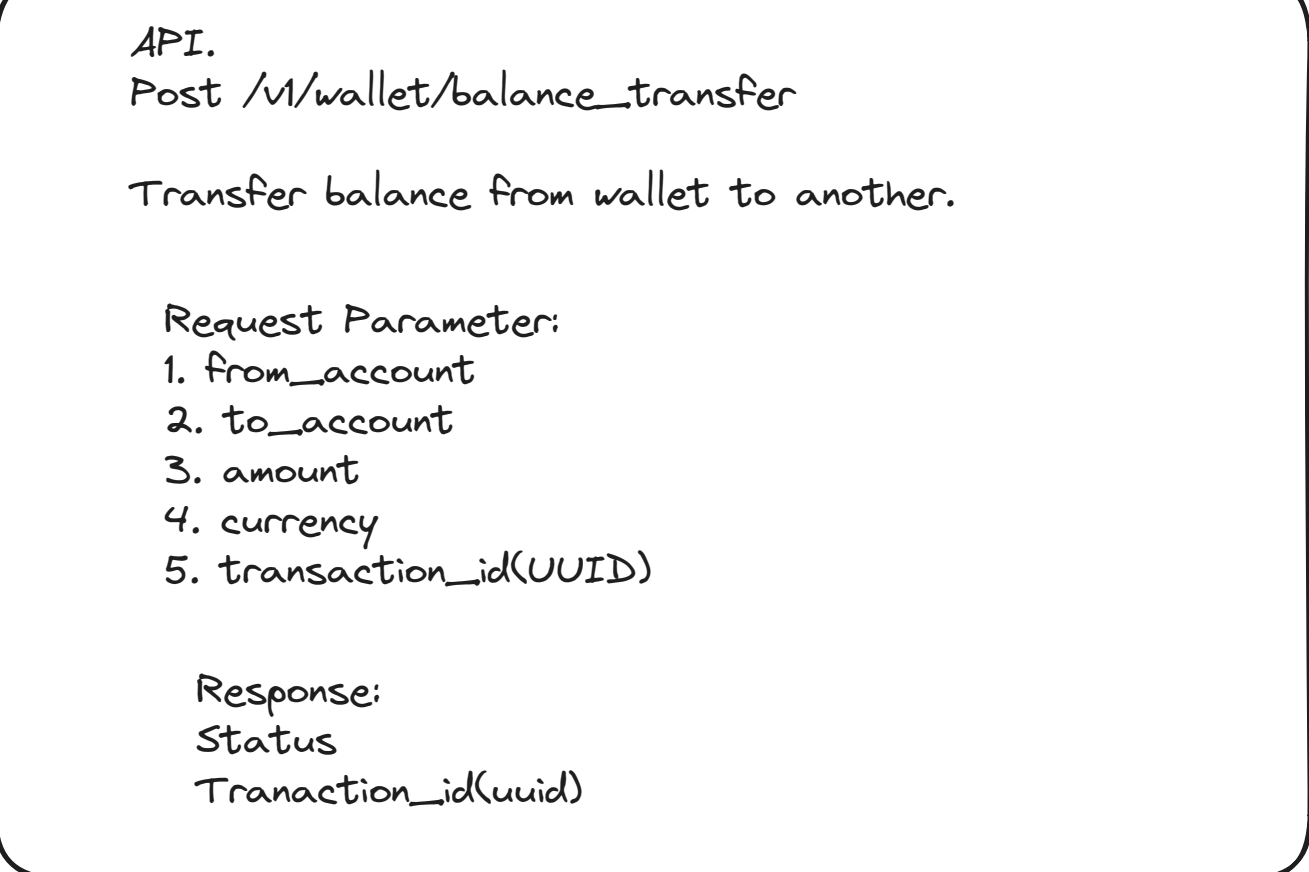 API.
Post /v1/wallet/balance_transfer
Transfer balance from wallet to another.
Request Parameter:
1. from_account
2. to_account
3. amount
4. currency
5. transaction_id(UUID)
Response:
Status
Tranaction_id(uuid)